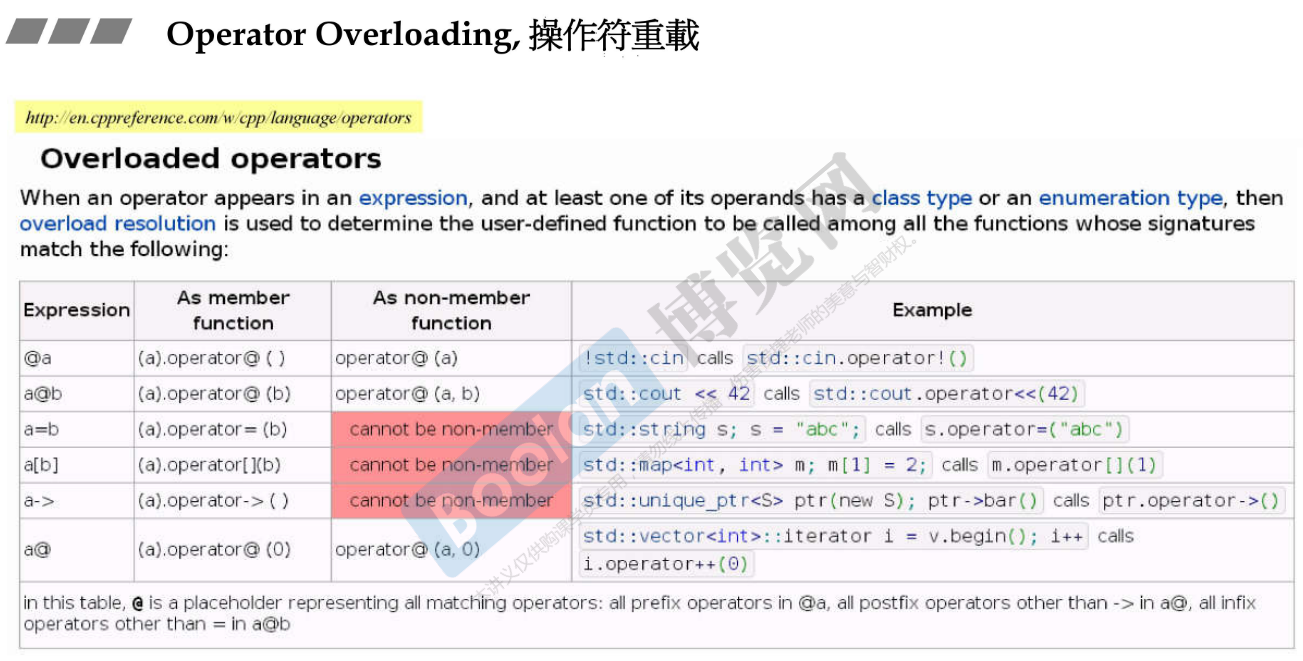 Operator Overloading, 操作符重載
http://en.cppreference.com/w/cpp/language/operators
Overloaded operators
When an operator appears in an expression, and at least one of its operands has a class type or an enumeration type, then
overload resolution is used to determine the user-defined function to be called among all the functions whose signatures
match the following:
Expression As member function As non-member function Example
@a (a).operator@ ( ) operator@ (a) !std::cin calls std::cin.operator!()
a@b (a).operator@ (b) operator@ (a, b) std::cout << 42 calls std::cout.operator<<(42)
a=b (a).operator= (b) cannot be non-member std::string s; s = "abc"; calls s.operator=("abc")
a[b] (a).operator[](b) cannot be non-member std::map<int, int> m; m[1] = 2; calls m.operator[](1)
a-> (a).operator-> ( ) cannot be non-member std::unique_ptr<S> ptr(new S); ptr->bar() calls ptr.operator->()
a@ (a).operator@ (0) operator@ (a, 0) std::vector<int>::iterator i = v.begin(); i++ calls
i.operator++(0)
in this table, @ is a placeholder representing all matching operators: all prefix operators in @a, all postfix operators other than -> in a@, all infix
operators other than = in a@b
Boolan 博览网